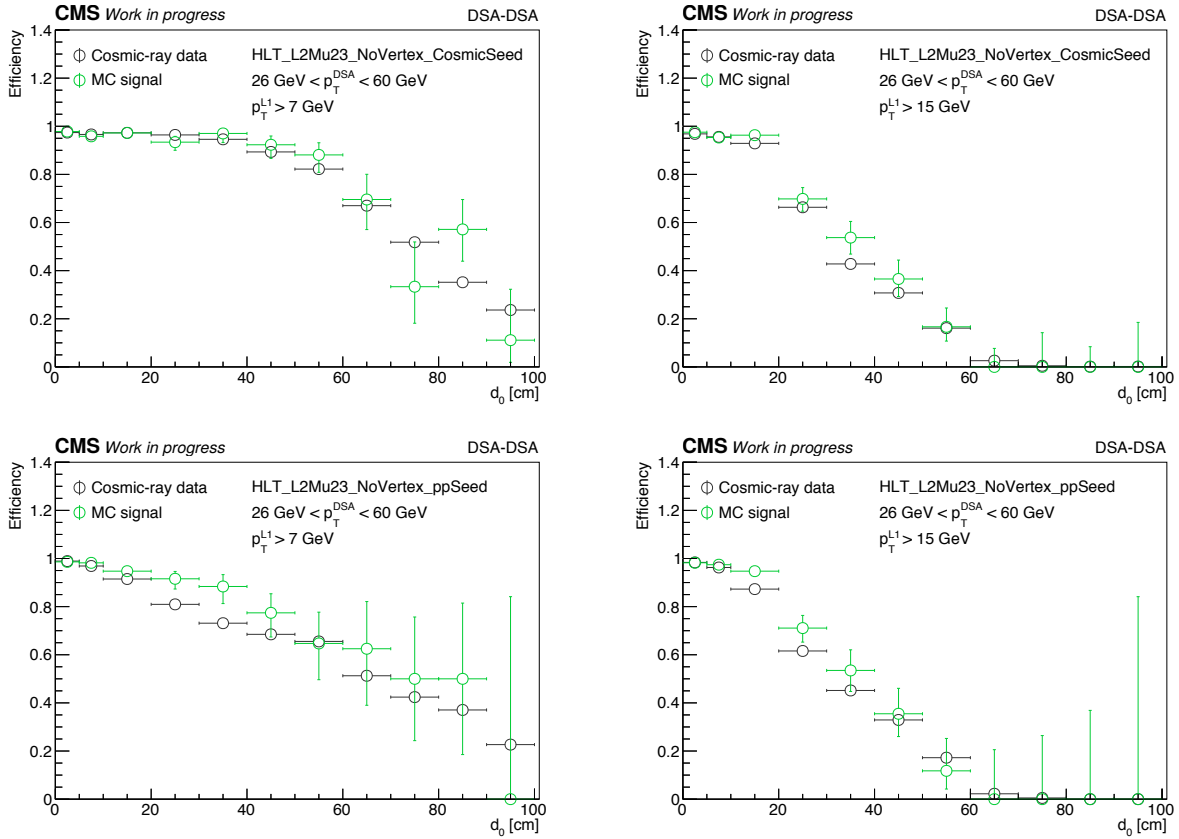 CMS Work in progress DSA-DSA
Cosmic-ray data HLT_L2Mu23_NoVertex_CosmicSeed
MC signal 26 GeV < p_T^DSA < 60 GeV
p_T^L1 > 7 GeV
Efficiency
1.4
1.2
1
0.8
0.6
0.4
0.2
0
0 20 40 60 80 100
d_0 [cm]
CMS Work in progress DSA-DSA
Cosmic-ray data HLT_L2Mu23_NoVertex_CosmicSeed
MC signal 26 GeV < p_T^DSA < 60 GeV
p_T^L1 > 15 GeV
Efficiency
1.4
1.2
1
0.8
0.6
0.4
0.2
0
0 20 40 60 80 100
d_0 [cm]
CMS Work in progress DSA-DSA
Cosmic-ray data HLT_L2Mu23_NoVertex_ppSeed
MC signal 26 GeV < p_T^DSA < 60 GeV
p_T^L1 > 7 GeV
Efficiency
1.4
1.2
1
0.8
0.6
0.4
0.2
0
0 20 40 60 80 100
d_0 [cm]
CMS Work in progress DSA-DSA
Cosmic-ray data HLT_L2Mu23_NoVertex_ppSeed
MC signal 26 GeV < p_T^DSA < 60 GeV
p_T^L1 > 15 GeV
Efficiency
1.4
1.2
1
0.8
0.6
0.4
0.2
0
0 20 40 60 80 100
d_0 [cm]